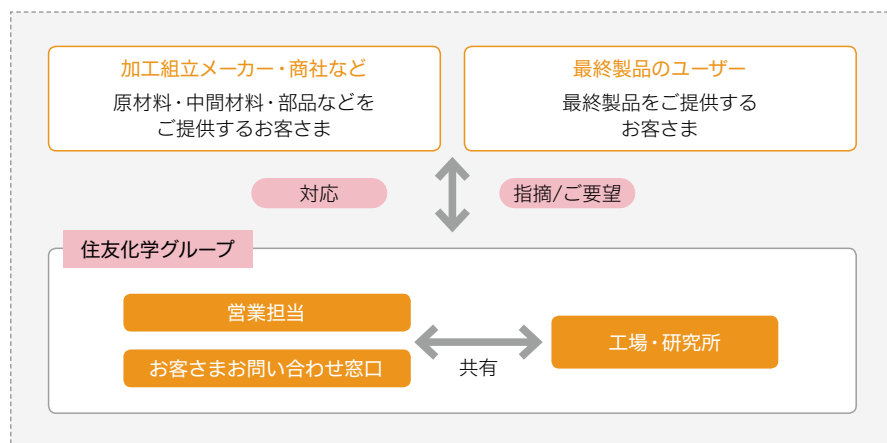 加工組立メーカー・商社など
原材料・中間材料・部品などを
ご提供するお客さま
最終製品のユーザー
最終製品をご提供する
お客さま
対応
指摘/ご要望
住友化学グループ
営業担当
お客さまお問い合わせ窓口
共有
工場・研究所